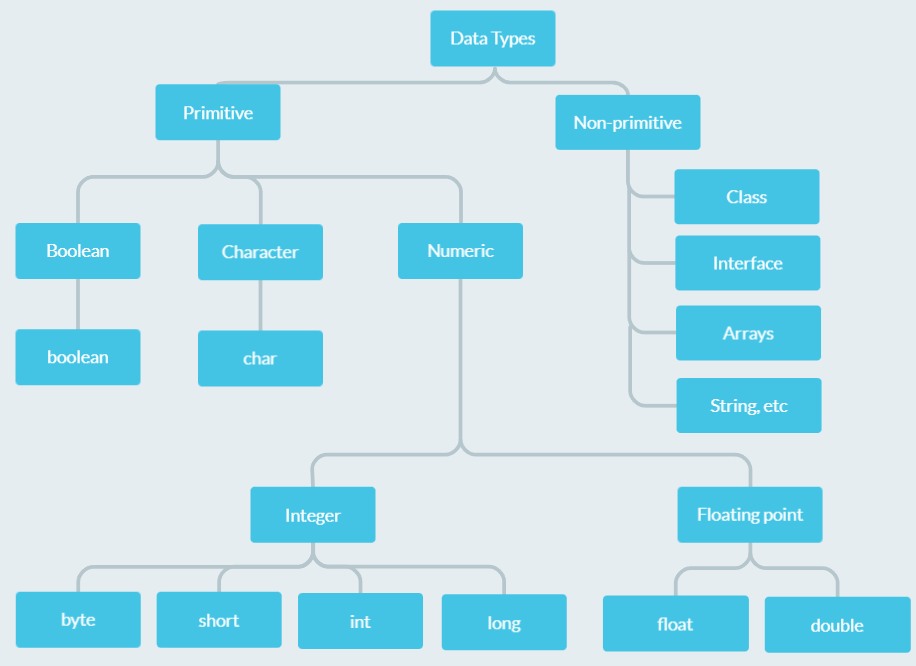 Data Types
Primitive
Non-primitive
Class
Boolean
Character
Numeric
Interface
Arrays
boolean
char
String, etc
Integer
Floating point
byte
short
int
long
float
double